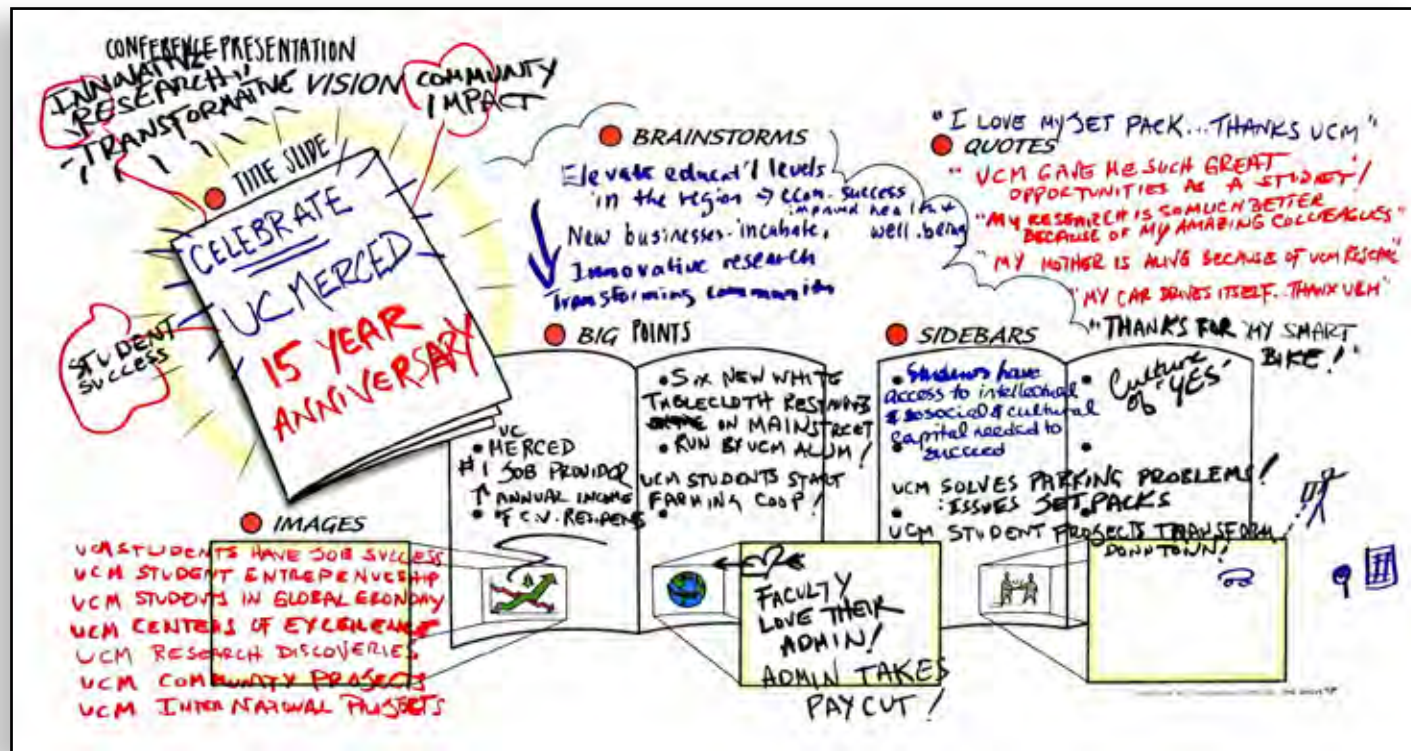 CONFERENCE PRESENTATION
INNOVATIVE
RESEARCH
TRANSFORMATIVE VISION
COMMUNITY
IMPACT
TITLE SLIDE
CELEBRATE
UC MERCED
15 YEAR
ANNIVERSARY
STUDENT
SUCCESS
BRAINSTORMS
Elevate educat'l levels
in the region → econ. success
improved health +
well-being
New businesses-incubate,
Innovative research
Transforming
"I LOVE MY JET PACK... THANKS UCM"
QUOTES
"UCM GAVE ME SUCH GREAT
OPPORTUNITIES AS A STUDENT!
"MY RESEARCH IS SO MUCH BETTER
BECAUSE OF MY AMAZING COLLEAGUES"
"MY MOTHER IS ALIVE BECAUSE OF UCM
"MY CAR DRIVES ITSELF... THANX UCM"
"THANKS FOR MY SMART
BIKE!"
BIG POINTS
UC
• MERCED
#1 JOB PROVIDOR
↑ ANNUAL INCOME
• OF C.V. RESIDENS
• SIX NEW WHITE
TABLECLOTH
ON MAINSTREET
• RUN BY UCM ALUM!
UCM STUDENTS START
FARMING COOP!
SIDEBARS
• Students have
access to intellectual
& social & cultural
capital needed to
succeed
Culture
of "YES"
UCM SOLVES PARKING PROBLEMS!
: ISSUES JET PACKS
UCM STUDENT PROJECTS TRANSFORM
DOWNTOWN!
IMAGES
UCM STUDENTS HAVE JOB SUCCESS
UCM STUDENT ENTREPENUESHIP
UCM STUDENTS IN GLOBAL ECONOMY
UCM CENTERS OF EXCELLENCE
UCM RESEARCH DISCOVERIES
UCM COMMUNITY PROJECTS
UCM INTERNATIONAL PROJECTS
FACULTY
LOVE THEIR
ADMIN!
ADMIN TAKES
PAYCUT!